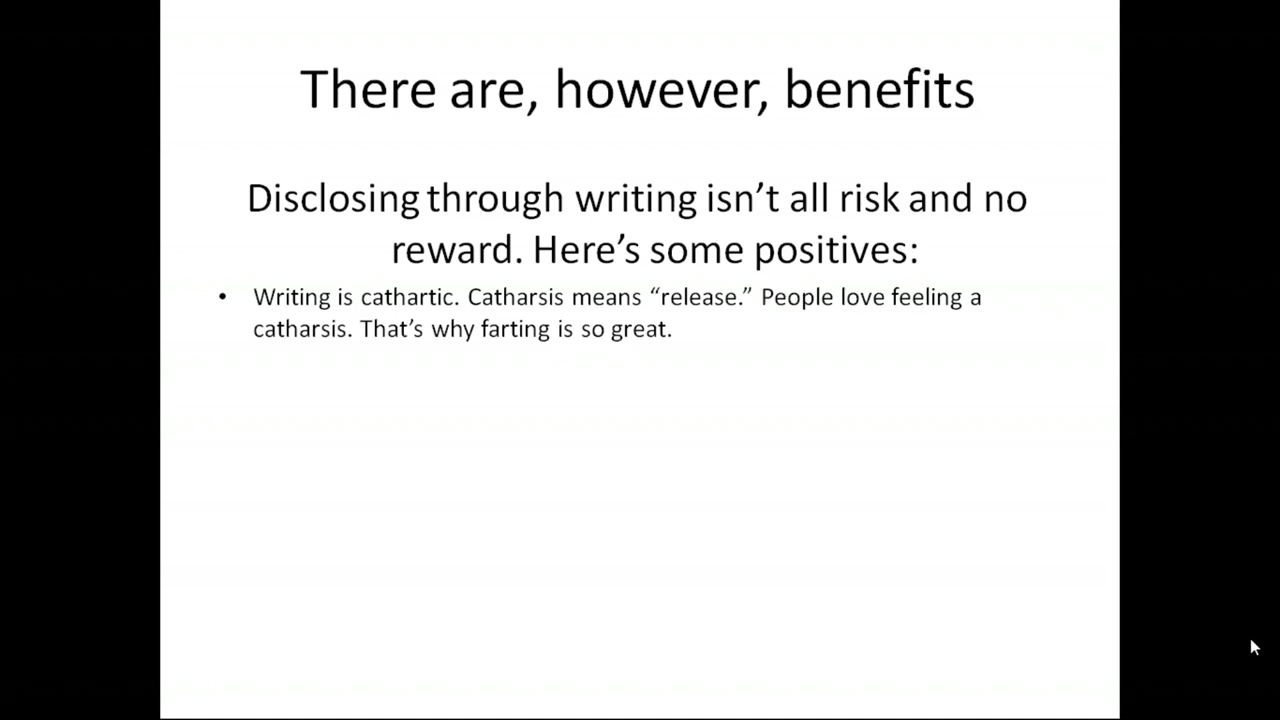 There are, however, benefits
Disclosing through writing isn’t all risk and no
reward. Here’s some positives:
• Writing is cathartic. Catharsis means “release.” People love feeling a
catharsis. That’s why farting is so great.